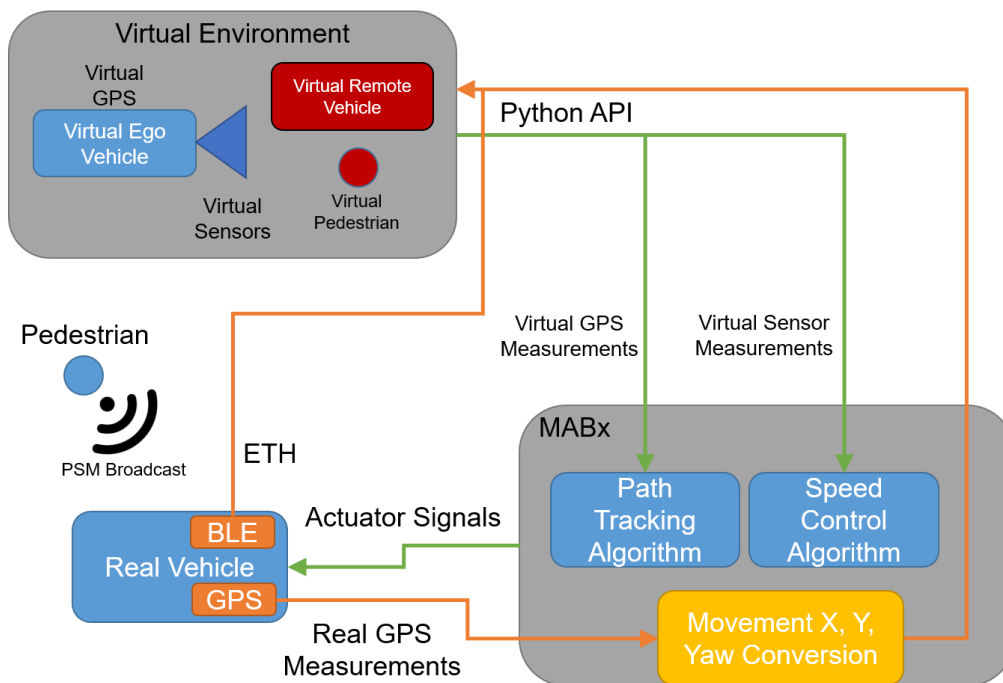 Virtual Environment
Virtual
GPS
Virtual Ego
Vehicle
Virtual
Sensors
Virtual Remote
Vehicle
Virtual
Pedestrian
Python API
Virtual GPS
Measurements
Virtual Sensor
Measurements
Pedestrian
PSM Broadcast
ETH
BLE
Real Vehicle
GPS
Actuator Signals
Real GPS
Measurements
MABx
Path
Tracking
Algorithm
Speed
Control
Algorithm
Movement X, Y,
Yaw Conversion